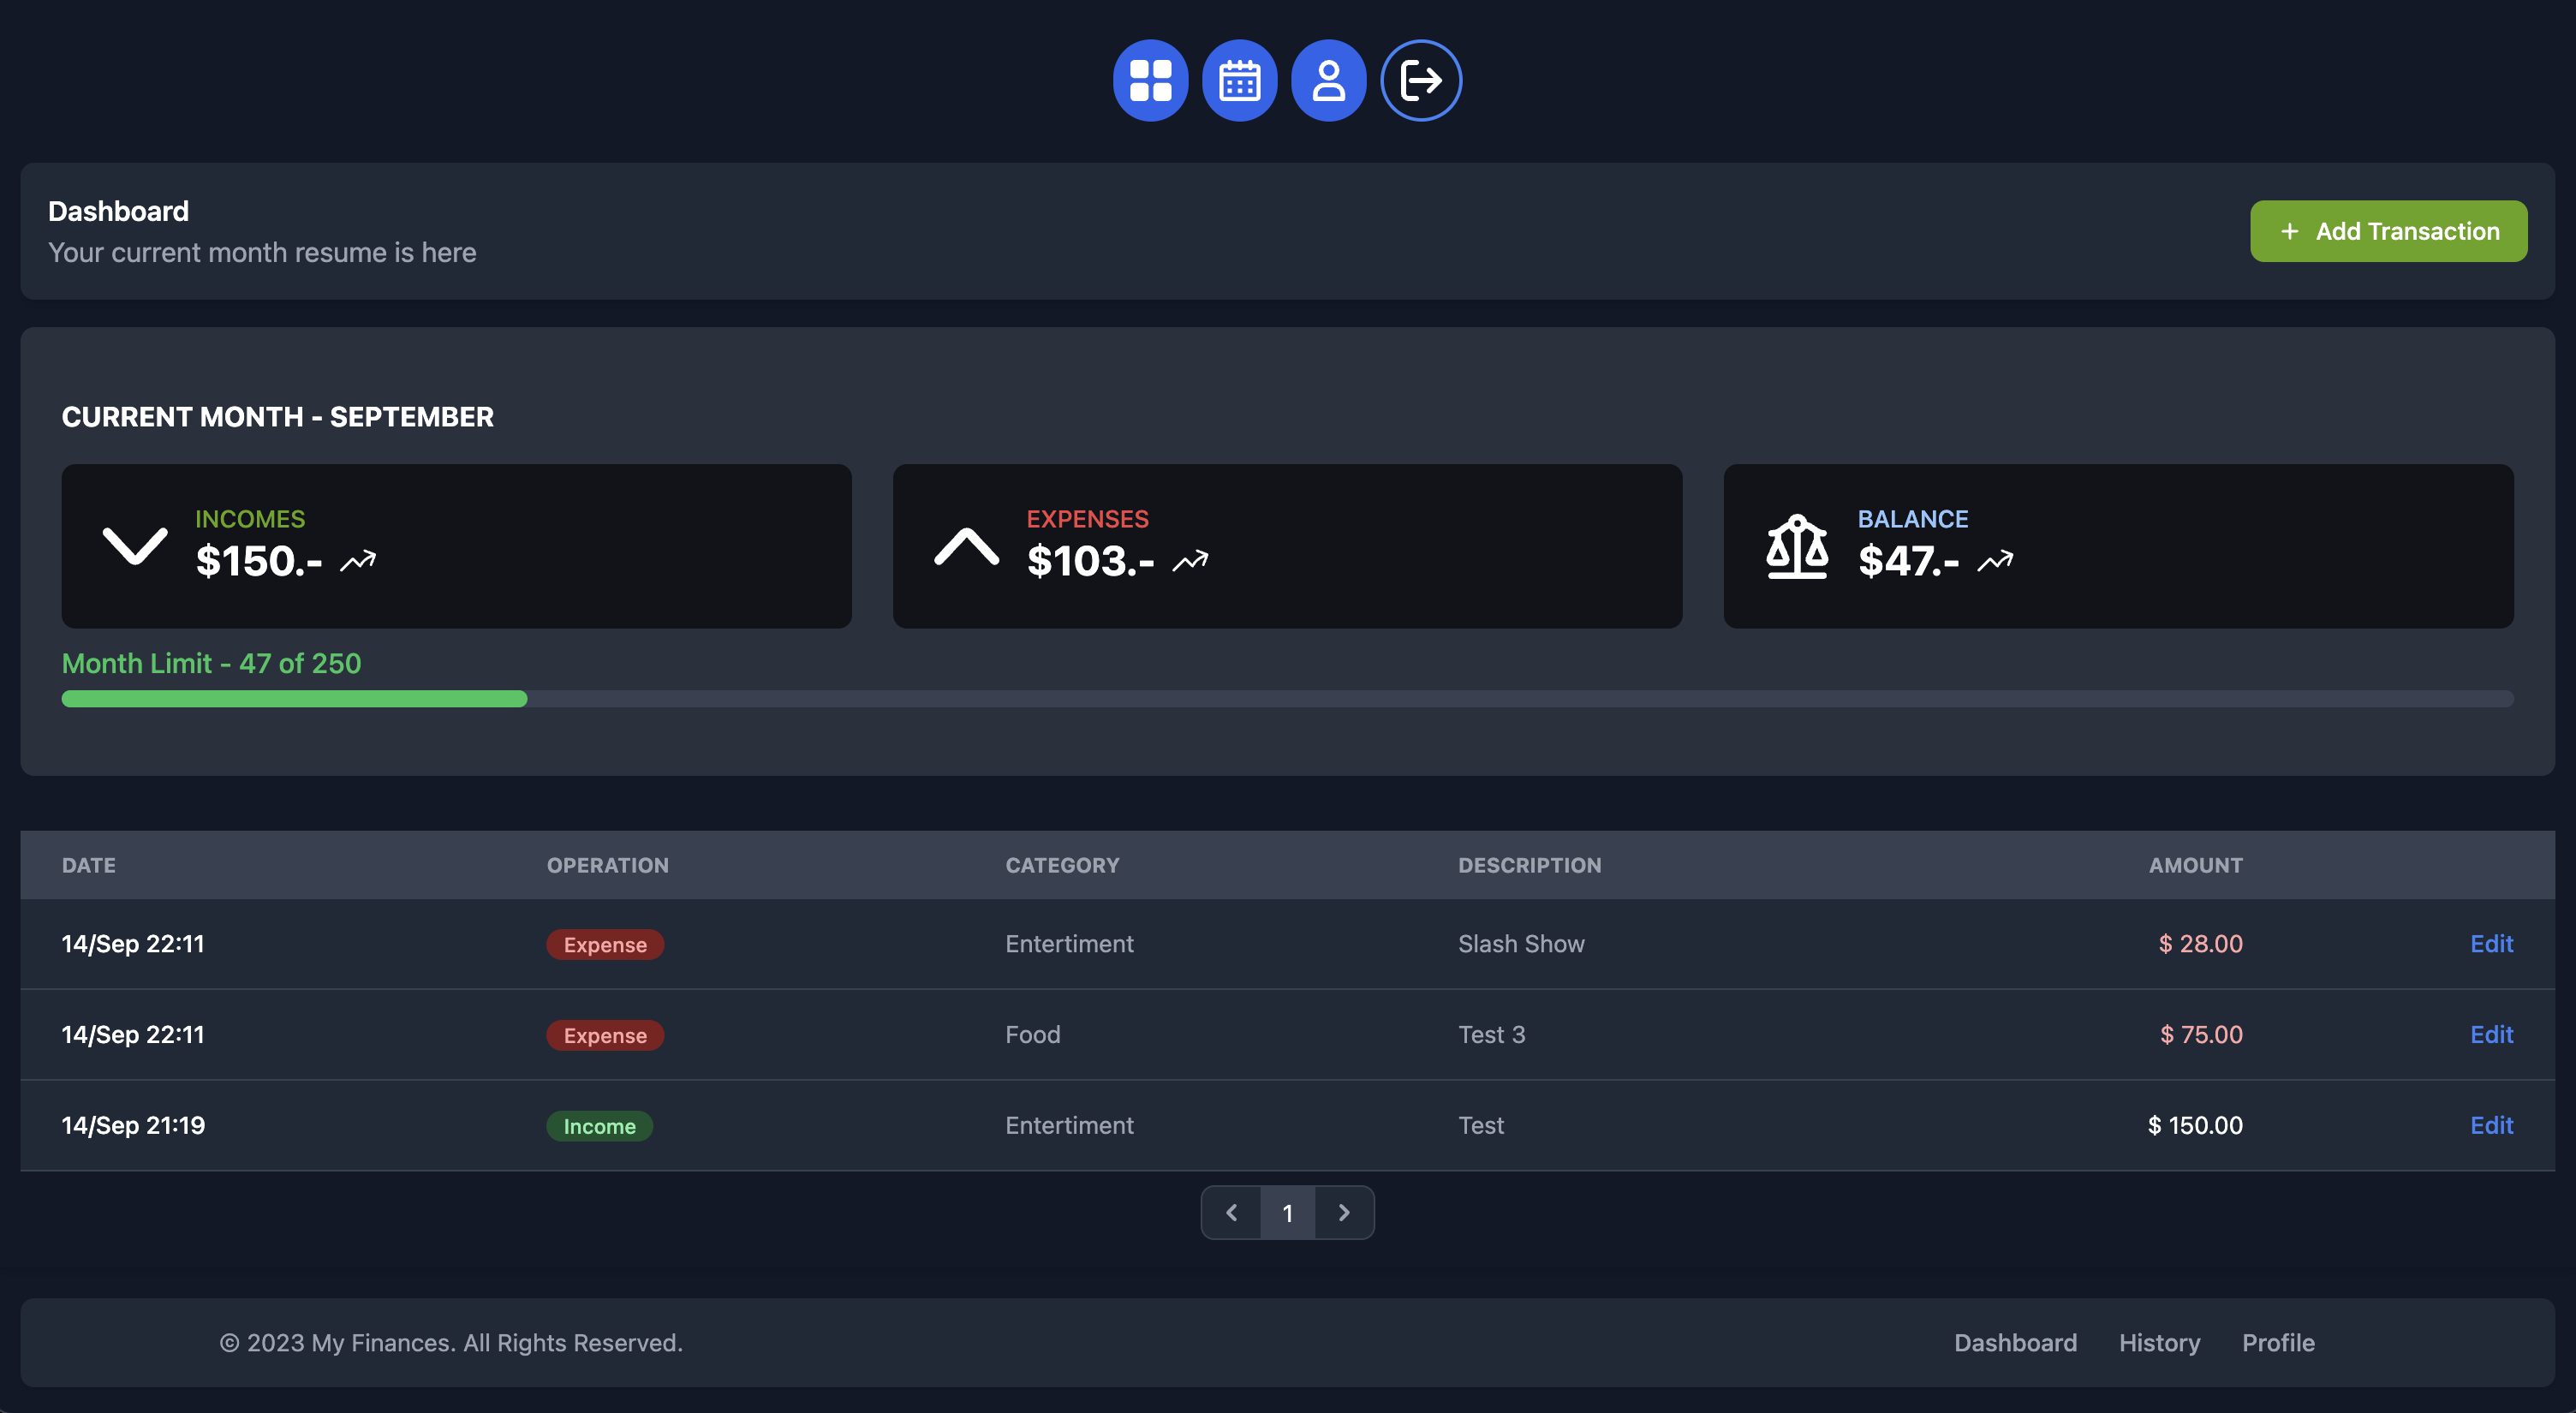 Dashboard
Your current month resume is here
+ Add Transaction
CURRENT MONTH - SEPTEMBER
INCOMES
$150.-
EXPENSES
$103.-
BALANCE
$47.-
Month Limit - 47 of 250
DATE OPERATION CATEGORY DESCRIPTION AMOUNT
14/Sep 22:11 Expense Entertiment Slash Show $ 28.00 Edit
14/Sep 22:11 Expense Food Test 3 $ 75.00 Edit
14/Sep 21:19 Income Entertiment Test $ 150.00 Edit
1
© 2023 My Finances. All Rights Reserved. Dashboard History Profile